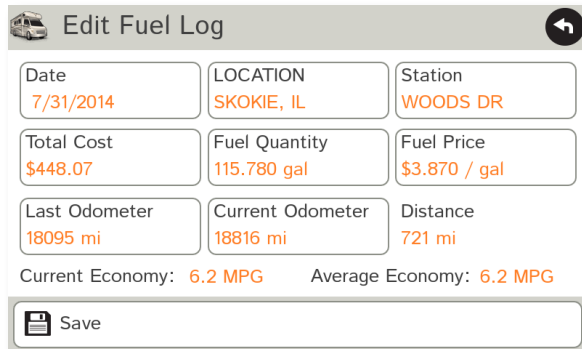 Edit Fuel Log
Date LOCATION Station
7/31/2014 SKOKIE, IL WOODS DR
Total Cost Fuel Quantity Fuel Price
$448.07 115.780 gal $3.870 / gal
Last Odometer Current Odometer Distance
18095 mi 18816 mi 721 mi
Current Economy: 6.2 MPG Average Economy: 6.2 MPG
Save